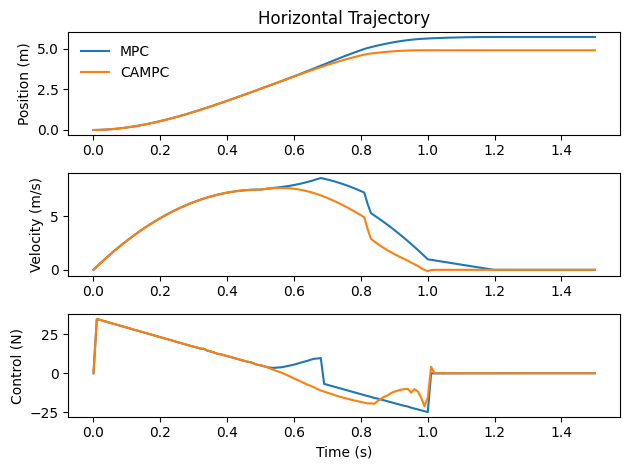 Horizontal Trajectory
Position (m)
5.0
2.5
0.0
MPC
CAMPC
0.0 0.2 0.4 0.6 0.8 1.0 1.2 1.4
Velocity (m/s)
5
0
0.0 0.2 0.4 0.6 0.8 1.0 1.2 1.4
Control (N)
25
0
−25
0.0 0.2 0.4 0.6 0.8 1.0 1.2 1.4
Time (s)